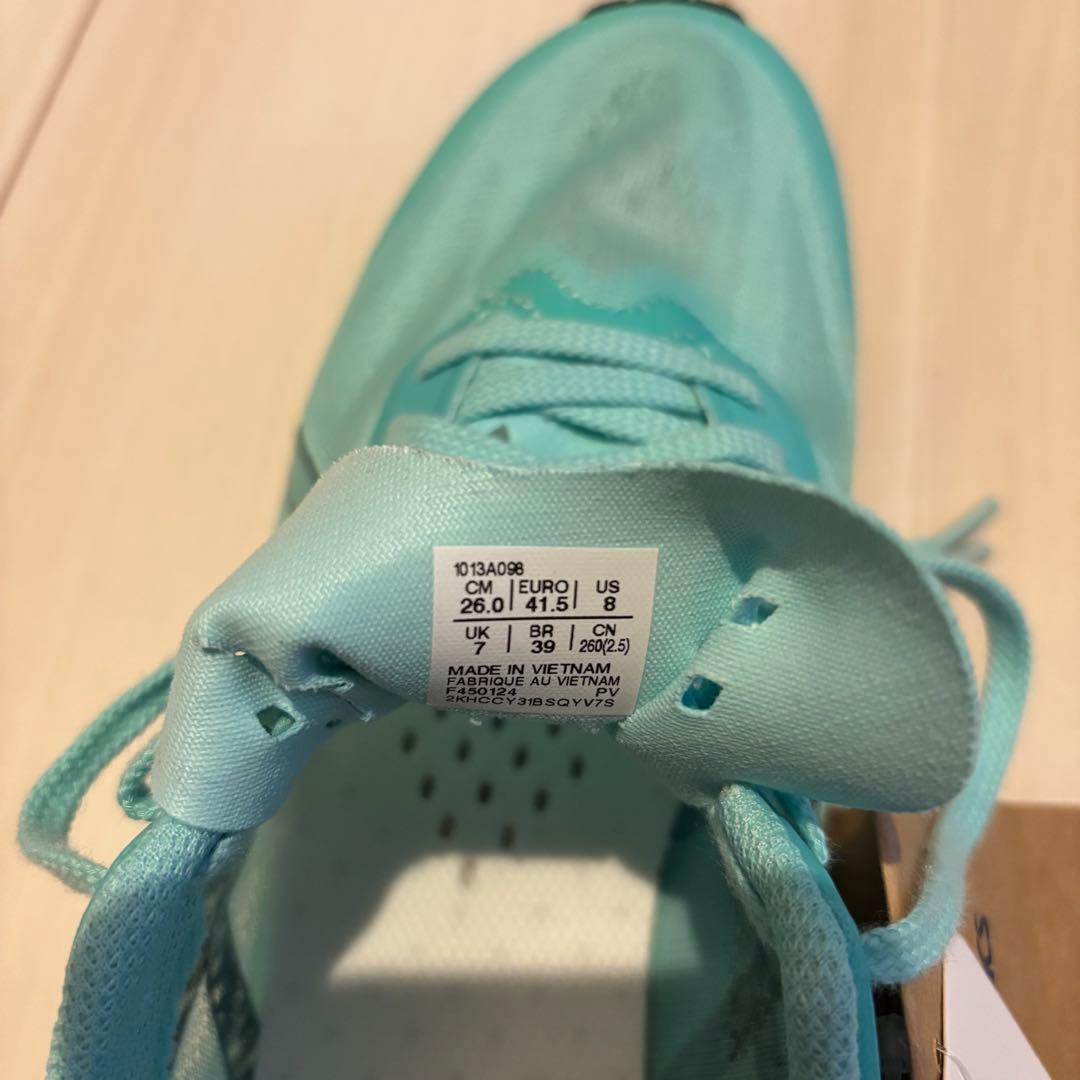 1013A098
CM | EURO | US
26.0 | 41.5 | 8
UK | BR | CN
7 | 39 | 260(2.5)
MADE IN VIETNAM
FABRIQUE AU VIETNAM
F450124 PV
2KHCCY31BSQYV7S